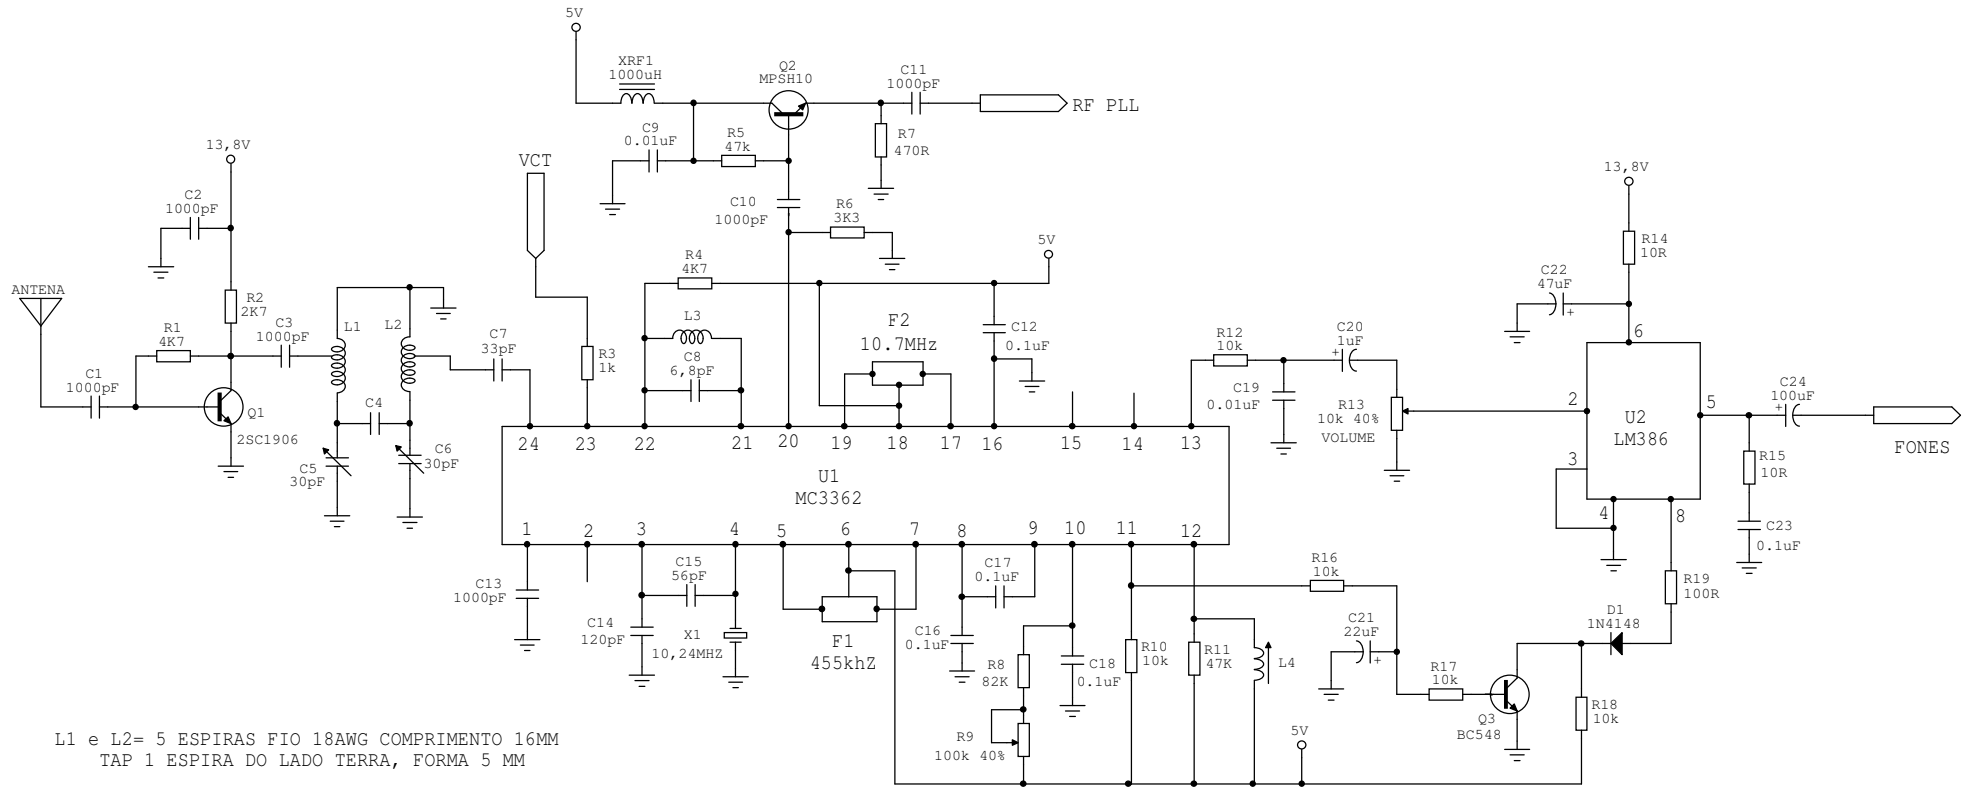 5V
XRF1
1000uH
Q2
MPSH10
C11
1000pF
RF PLL
C9
0.01uF
R5
47k
R7
470R
13,8V
VCT
C2
1000pF
C10
1000pF
R6
3K3
13,8V
R14
10R
5V
R4
4K7
C22
47uF
ANTENA
R2
2K7
C3
1000pF
R1
4K7
L1
L2
C7
33pF
R3
1k
L3
C8
6,8pF
F2
10.7MHz
C12
0.1uF
R12
10k
C20
1uF
+
C19
0.01uF
R13
10k 40%
VOLUME
+
6
2
U2
LM386
5
3
4
8
C24
100uF
+
FONES
R15
10R
C23
0.1uF
C1
1000pF
Q1
2SC1906
C4
C5
30pF
C6
30pF
24
23
22
21
20
19
18
17
16
15
14
13
U1
MC3362
1
2
3
4
5
6
7
8
9
10
11
12
C13
1000pF
C15
56pF
C14
120pF
X1
10,24MHZ
F1
455khZ
C17
0.1uF
C16
0.1uF
R8
82K
C18
0.1uF
R10
10k
R11
47K
L4
R16
10k
C21
22uF
+
R17
10k
Q3
BC548
D1
1N4148
R19
100R
R18
10k
R9
100k 40%
5V
L1 e L2= 5 ESPIRAS FIO 18AWG COMPRIMENTO 16MM
TAP 1 ESPIRA DO LADO TERRA, FORMA 5 MM